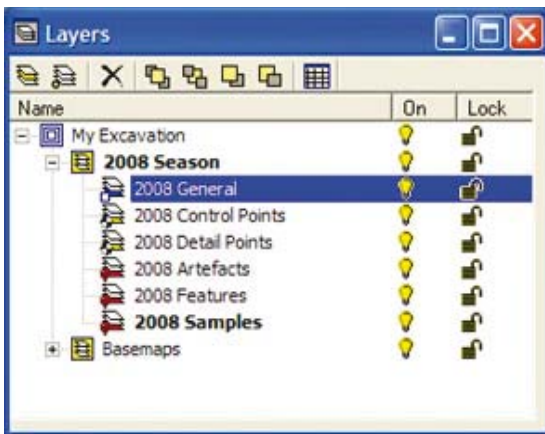 Layers
Name On Lock
My Excavation
2008 Season
2008 General
2008 Control Points
2008 Detail Points
2008 Artefacts
2008 Features
2008 Samples
Basemaps